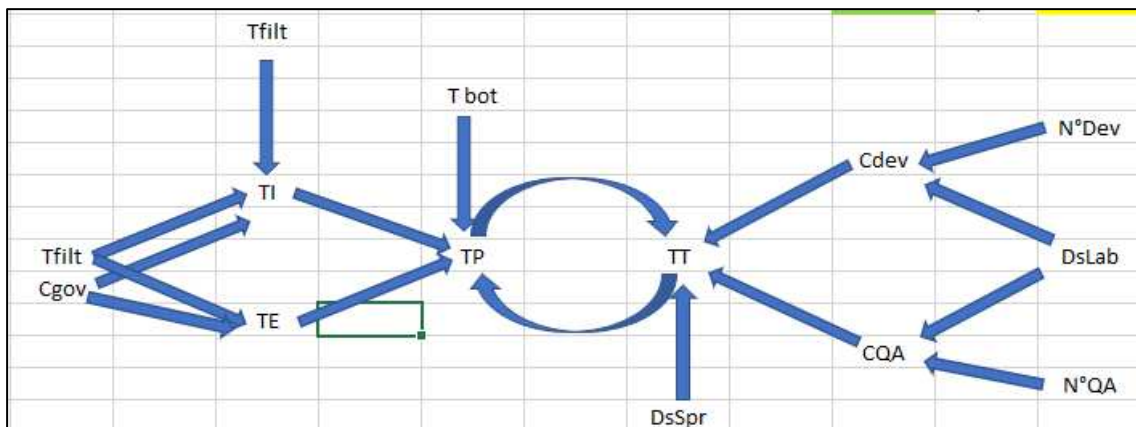 Tfilt
T bot
N°Dev
Cdev
TI
Tfilt
TP
TT
DsLab
Cgov
TE
CQA
N°QA
DsSpr